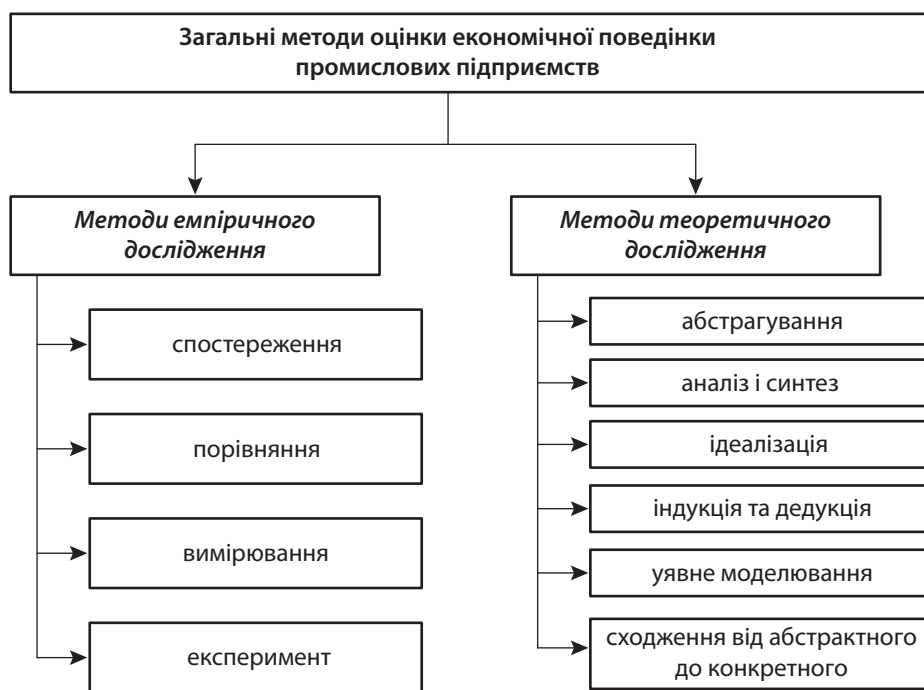 Загальні методи оцінки економічної поведінки
промислових підприємств
Методи емпіричного
дослідження
спостереження
порівняння
вимірювання
експеримент
Методи теоретичного
дослідження
абстрагування
аналіз і синтез
ідеалізація
індукція та дедукція
уявне моделювання
сходження від абстрактного
до конкретного